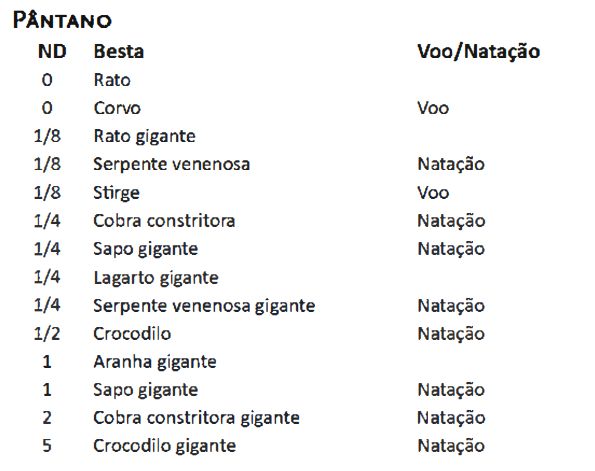 PÂNTANO
ND Besta Voo/Natação
0 Rato
0 Corvo Voo
1/8 Rato gigante
1/8 Serpente venenosa Natação
1/8 Stirge Voo
1/4 Cobra constritora Natação
1/4 Sapo gigante Natação
1/4 Lagarto gigante
1/4 Serpente venenosa gigante Natação
1/2 Crocodilo Natação
1 Aranha gigante
1 Sapo gigante Natação
2 Cobra constritora gigante Natação
5 Crocodilo gigante Natação